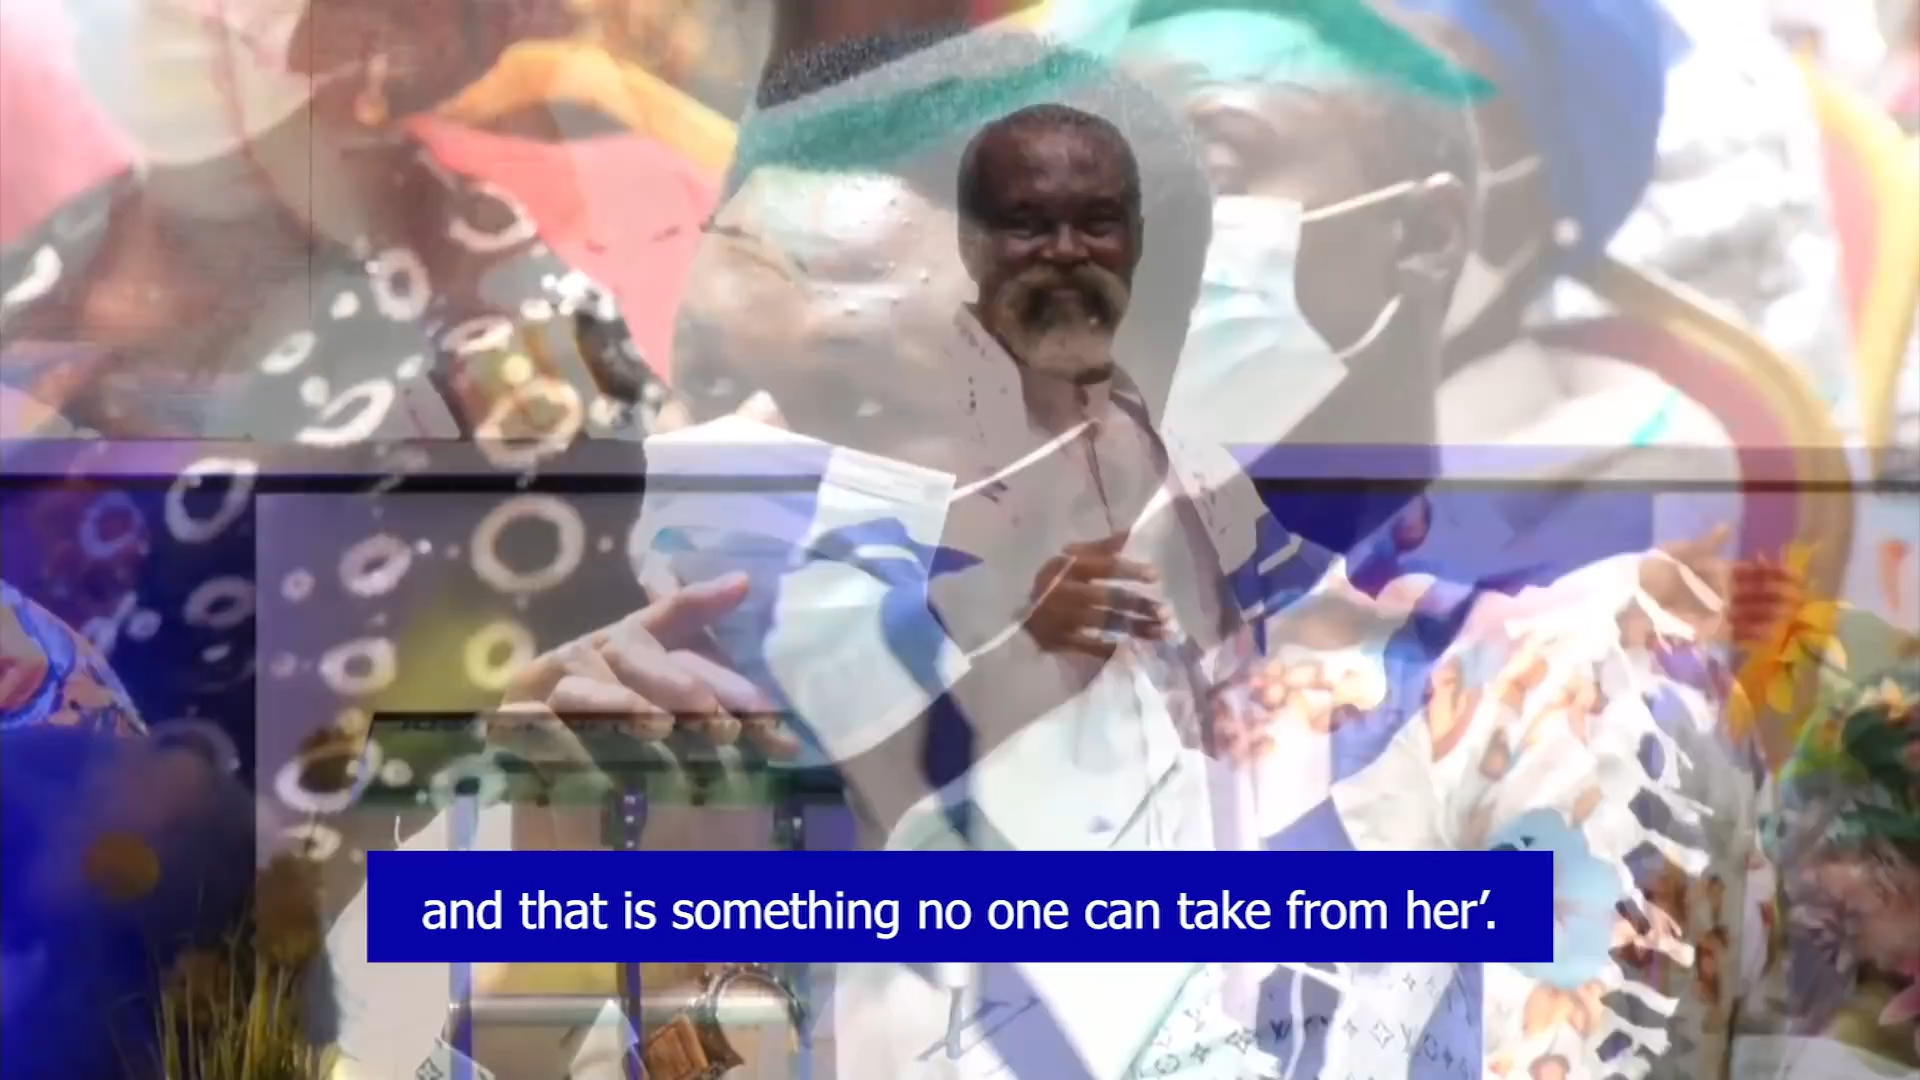 and that is something no one can take from her’.